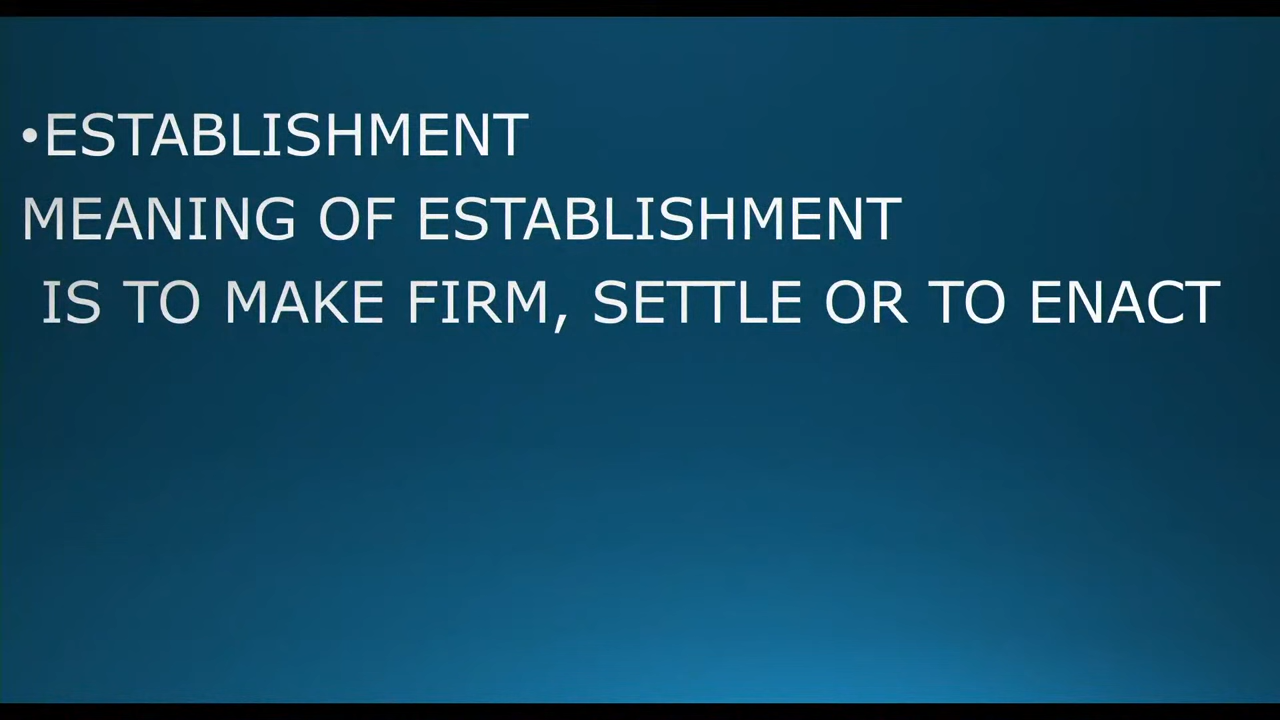 •ESTABLISHMENT
MEANING OF ESTABLISHMENT
IS TO MAKE FIRM, SETTLE OR TO ENACT